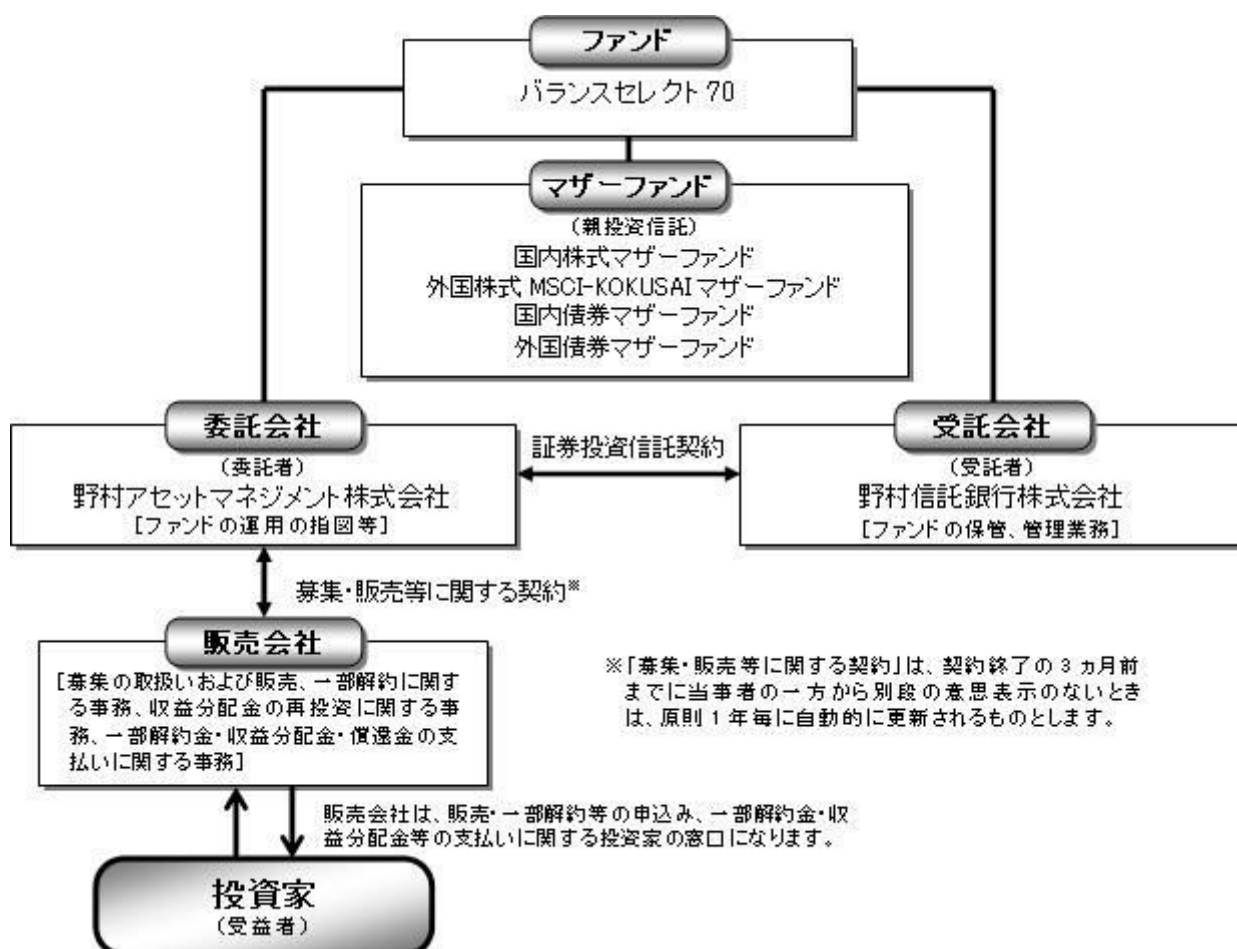 ファンド
バランスセレクト70
マザーファンド
(親投資信託)
国内株式マザーファンド
外国株式MSCI-KOKUSAIマザーファンド
国内債券マザーファンド
外国債券マザーファンド
委託会社
(委託者)
野村アセットマネジメント株式会社
[ファンドの運用の指図等]
証券投資信託契約
受託会社
(受託者)
野村信託銀行株式会社
[ファンドの保管、管理業務]
募集・販売等に関する契約※
販売会社
[募集の取扱いおよび販売、一部解約に関す
る事務、収益分配金の再投資に関する事
務、一部解約金・収益分配金・償還金の支
払いに関する事務]
※「募集・販売等に関する契約」は、契約終了の3ヵ月前
までに当事者の一方から別段の意思表示のないとき
は、原則1年毎に自動的に更新されるものとします。
販売会社は、販売・一部解約等の申込み、一部解約金・収
益分配金等の支払いに関する投資家の窓口になります。
投資家
(受益者)